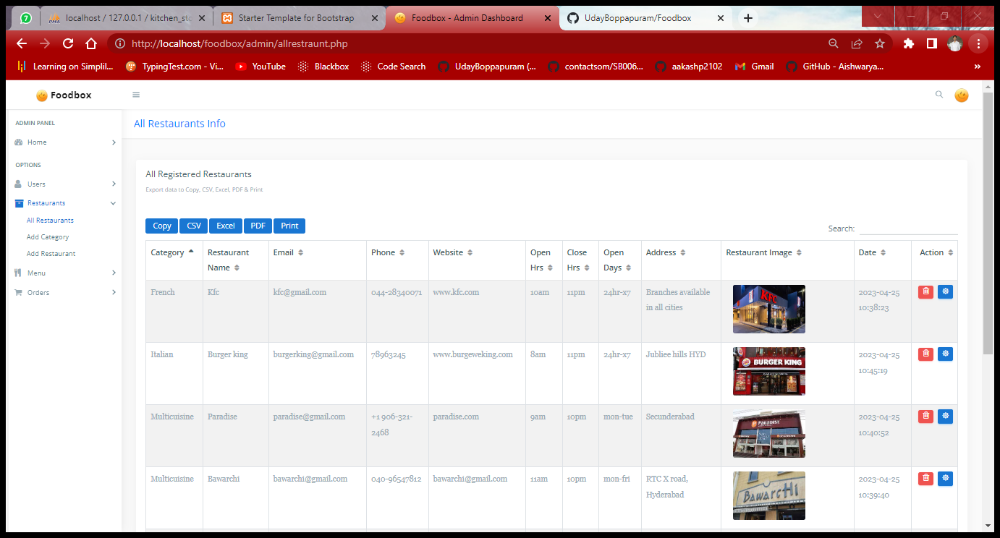 7
localhost / 127.0.0.1 / kitchen_sto
Starter Template for Bootstrap
Foodbox - Admin Dashboard
UdayBoppapuram/Foodbox
http://localhost/foodbox/admin/allrestraunt.php
Learning on Simplil...
TypingTest.com - Vi...
YouTube
Blackbox
Code Search
UdayBoppapuram (...
contactsom/SB006...
aakashp2102
Gmail
GitHub - Aishwarya...
Foodbox
ADMIN PANEL
Home
OPTIONS
Users
Restaurants
All Restaurants
Add Category
Add Restaurant
Menu
Orders
All Restaurants Info
All Registered Restaurants
Export data to Copy, CSV, Excel, PDF & Print
Copy CSV Excel PDF Print
Search:
Category Restaurant Name Email Phone Website Open Hrs Close Hrs Open Days Address Restaurant Image Date Action
French Kfc kfc@gmail.com 044-28340071 www.kfc.com 10am 11pm 24hr-x7 Branches available in all cities KFC 2023-04-25 10:38:23
Italian Burger king burgerking@gmail.com 78963245 www.burgeweking.com 8am 11pm 24hr-x7 Jubliee hills HYD BURGER KING 2023-04-25 10:45:19
Multicuisine Paradise paradise@gmail.com +1 906-321-2468 paradise.com 9am 10pm mon-tue Secunderabad PARADISE 2023-04-25 10:40:52
Multicuisine Bawarchi bawarchi@gmail.com 040-96547812 bawarchi@gmail.com 11am 10pm mon-fri RTC X road, Hyderabad BAWARCHI 2023-04-25 10:39:40